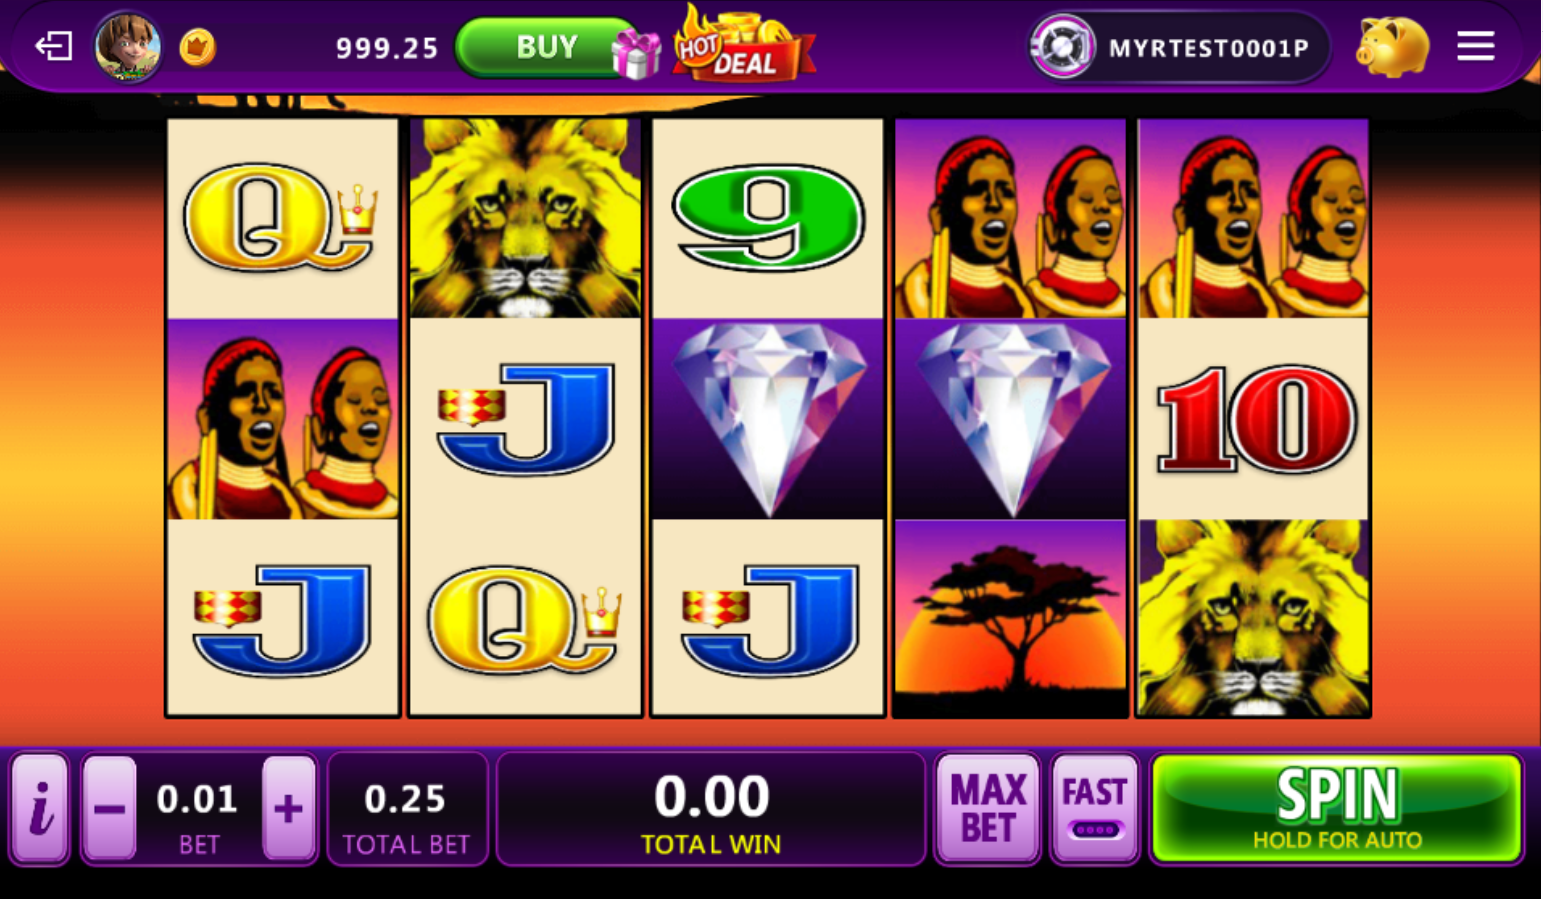 999.25
BUY
HOT
DEAL
MYRTEST0001P
Q
9
J
10
J
Q
J
i
−
0.01
BET
+
0.25
TOTAL BET
0.00
TOTAL WIN
MAX
BET
FAST
SPIN
HOLD FOR AUTO